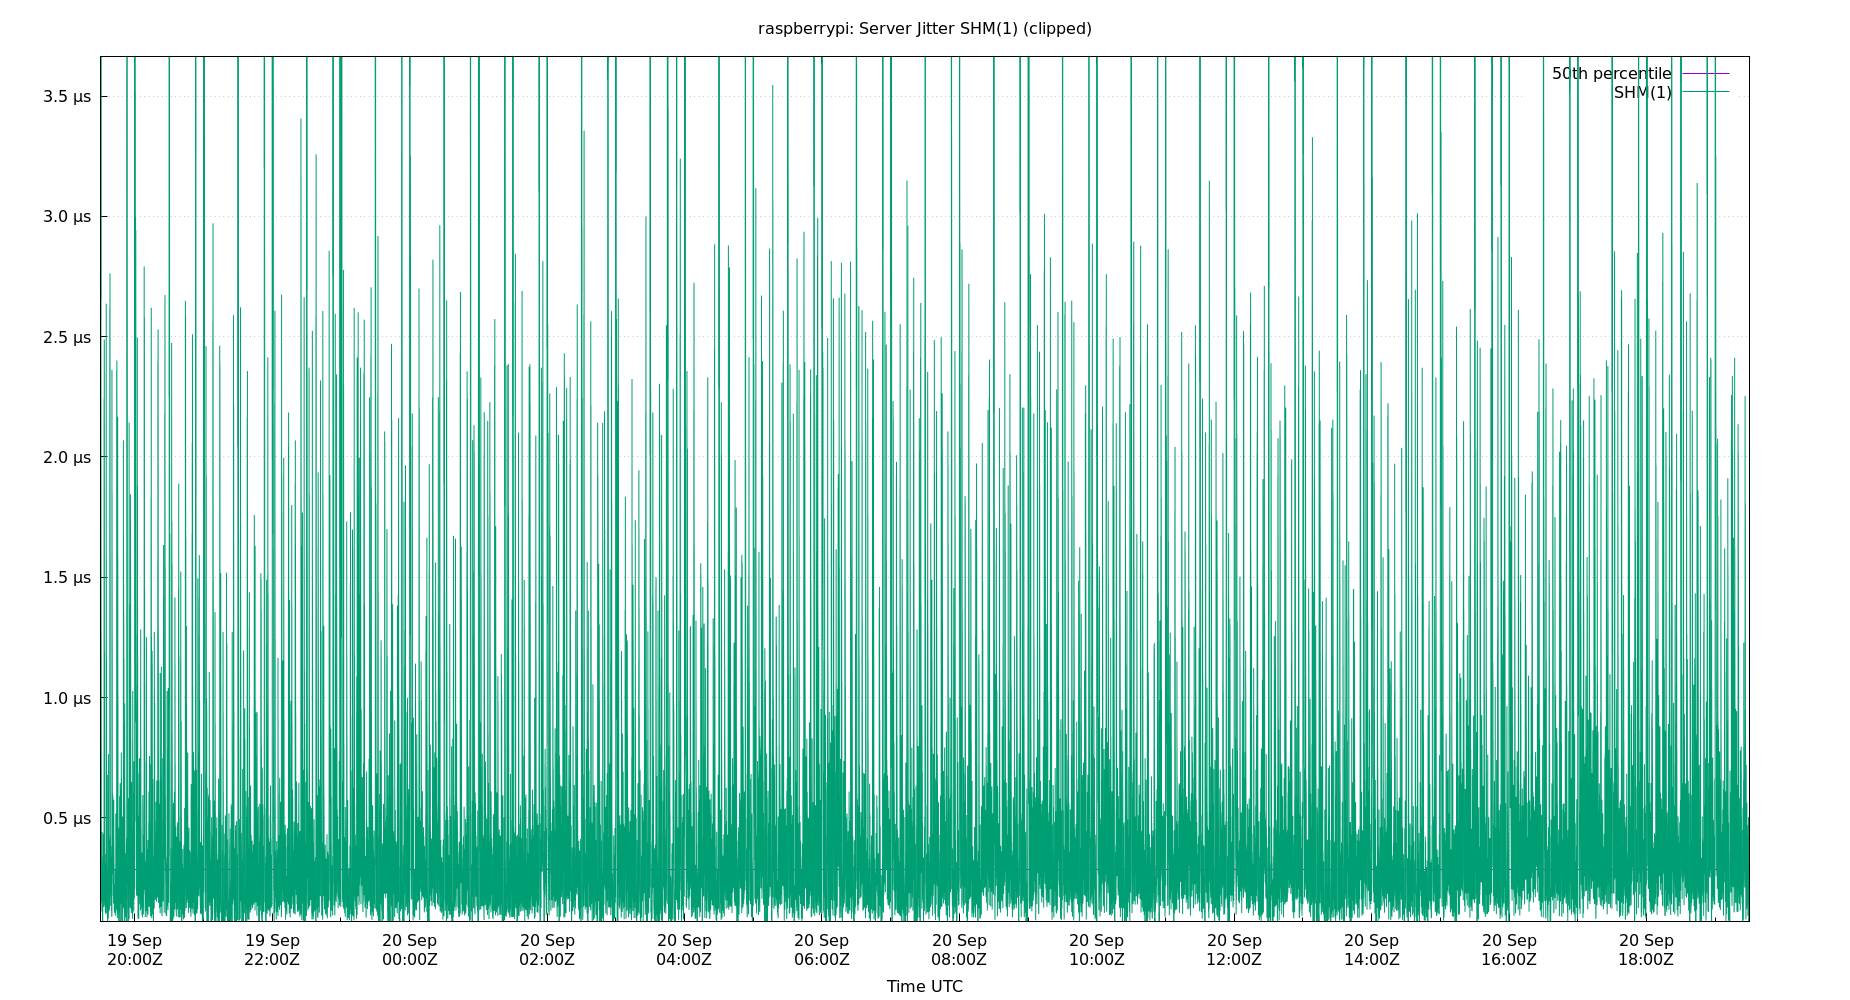 raspberrypi: Server Jitter SHM(1) (clipped)
50th percentile
SHM(1)
3.5 µs
3.0 µs
2.5 µs
2.0 µs
1.5 µs
1.0 µs
0.5 µs
19 Sep 19 Sep 20 Sep 20 Sep 20 Sep 20 Sep 20 Sep 20 Sep 20 Sep 20 Sep 20 Sep 20 Sep
20:00Z 22:00Z 00:00Z 02:00Z 04:00Z 06:00Z 08:00Z 10:00Z 12:00Z 14:00Z 16:00Z 18:00Z
Time UTC